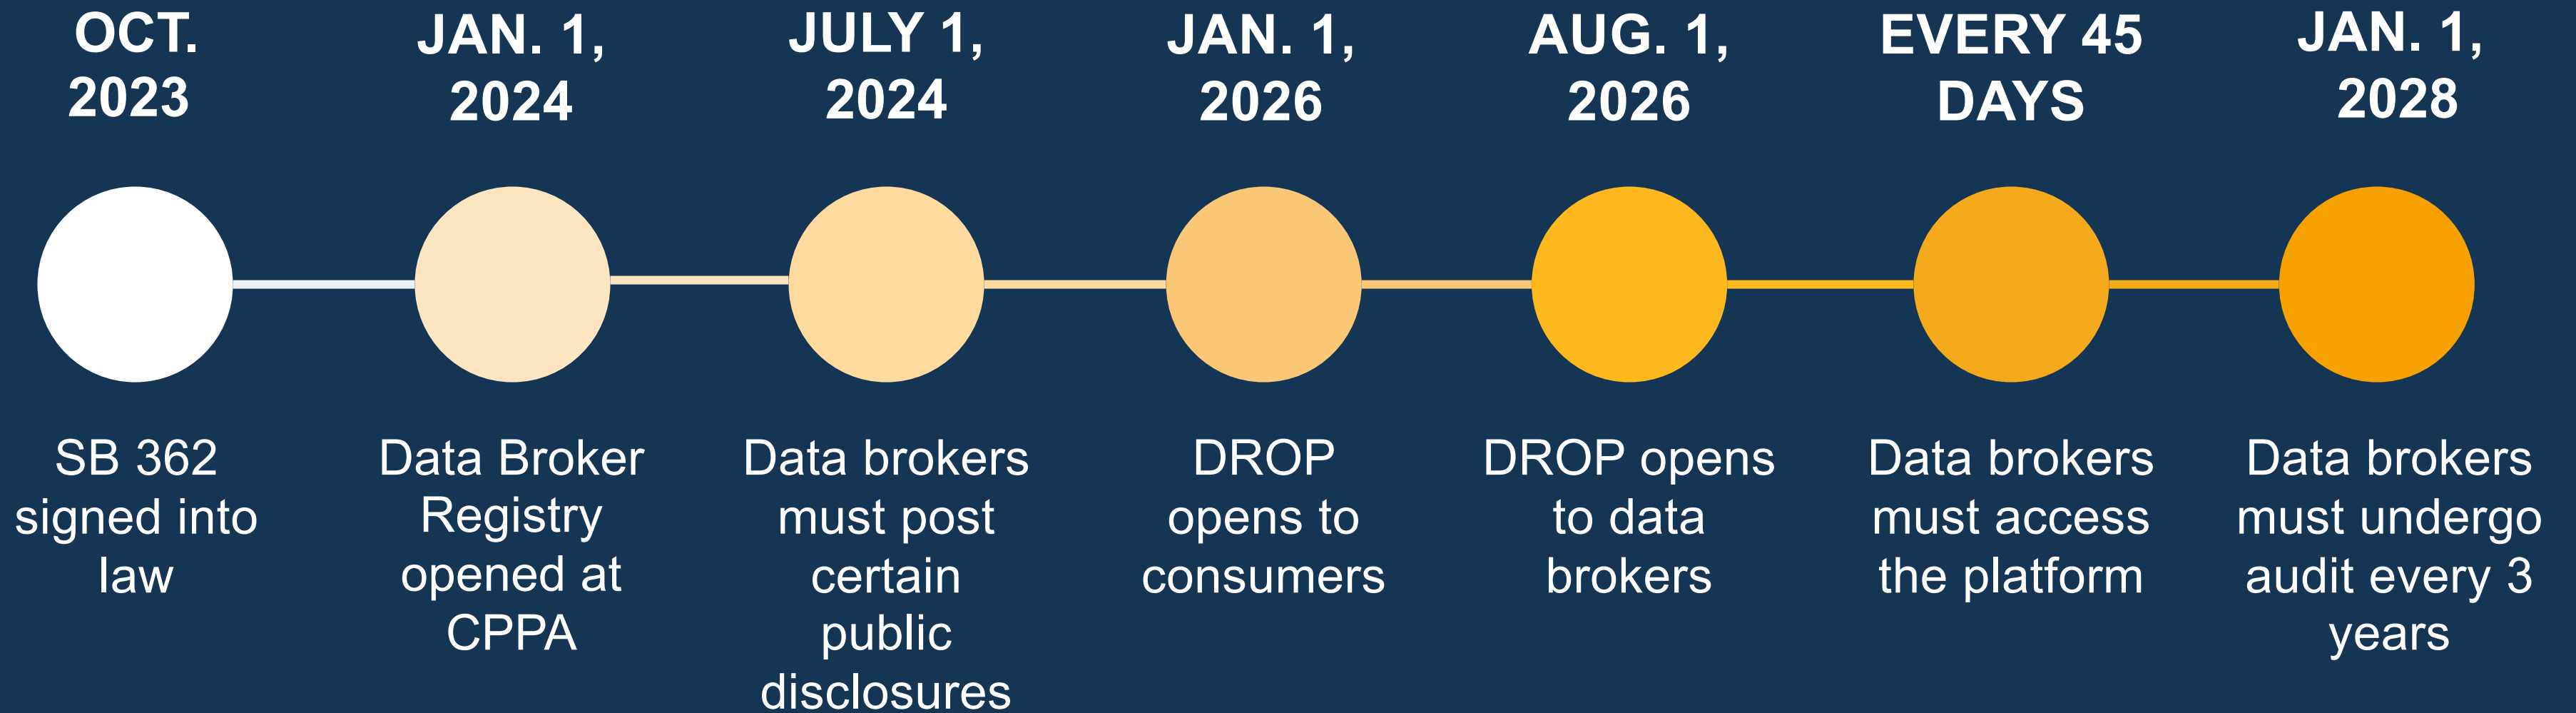 OCT.
2023
SB 362
signed into
law
JAN. 1,
2024
Data Broker
Registry
opened at
CPPA
JULY 1,
2024
Data brokers
must post
certain
public
disclosures
JAN. 1,
2026
DROP
opens to
consumers
AUG. 1,
2026
DROP opens
to data
brokers
EVERY 45
DAYS
Data brokers
must access
the platform
JAN. 1,
2028
Data brokers
must undergo
audit every 3
years